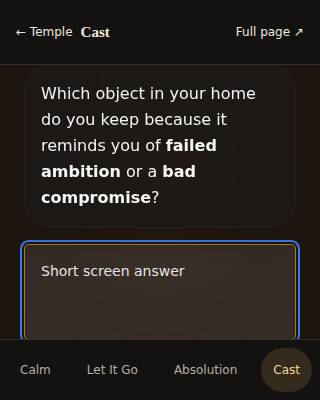 ← Temple Cast Full page ↗
Which object in your home
do you keep because it
reminds you of failed
ambition or a bad
compromise?
Short screen answer
Calm Let It Go Absolution Cast